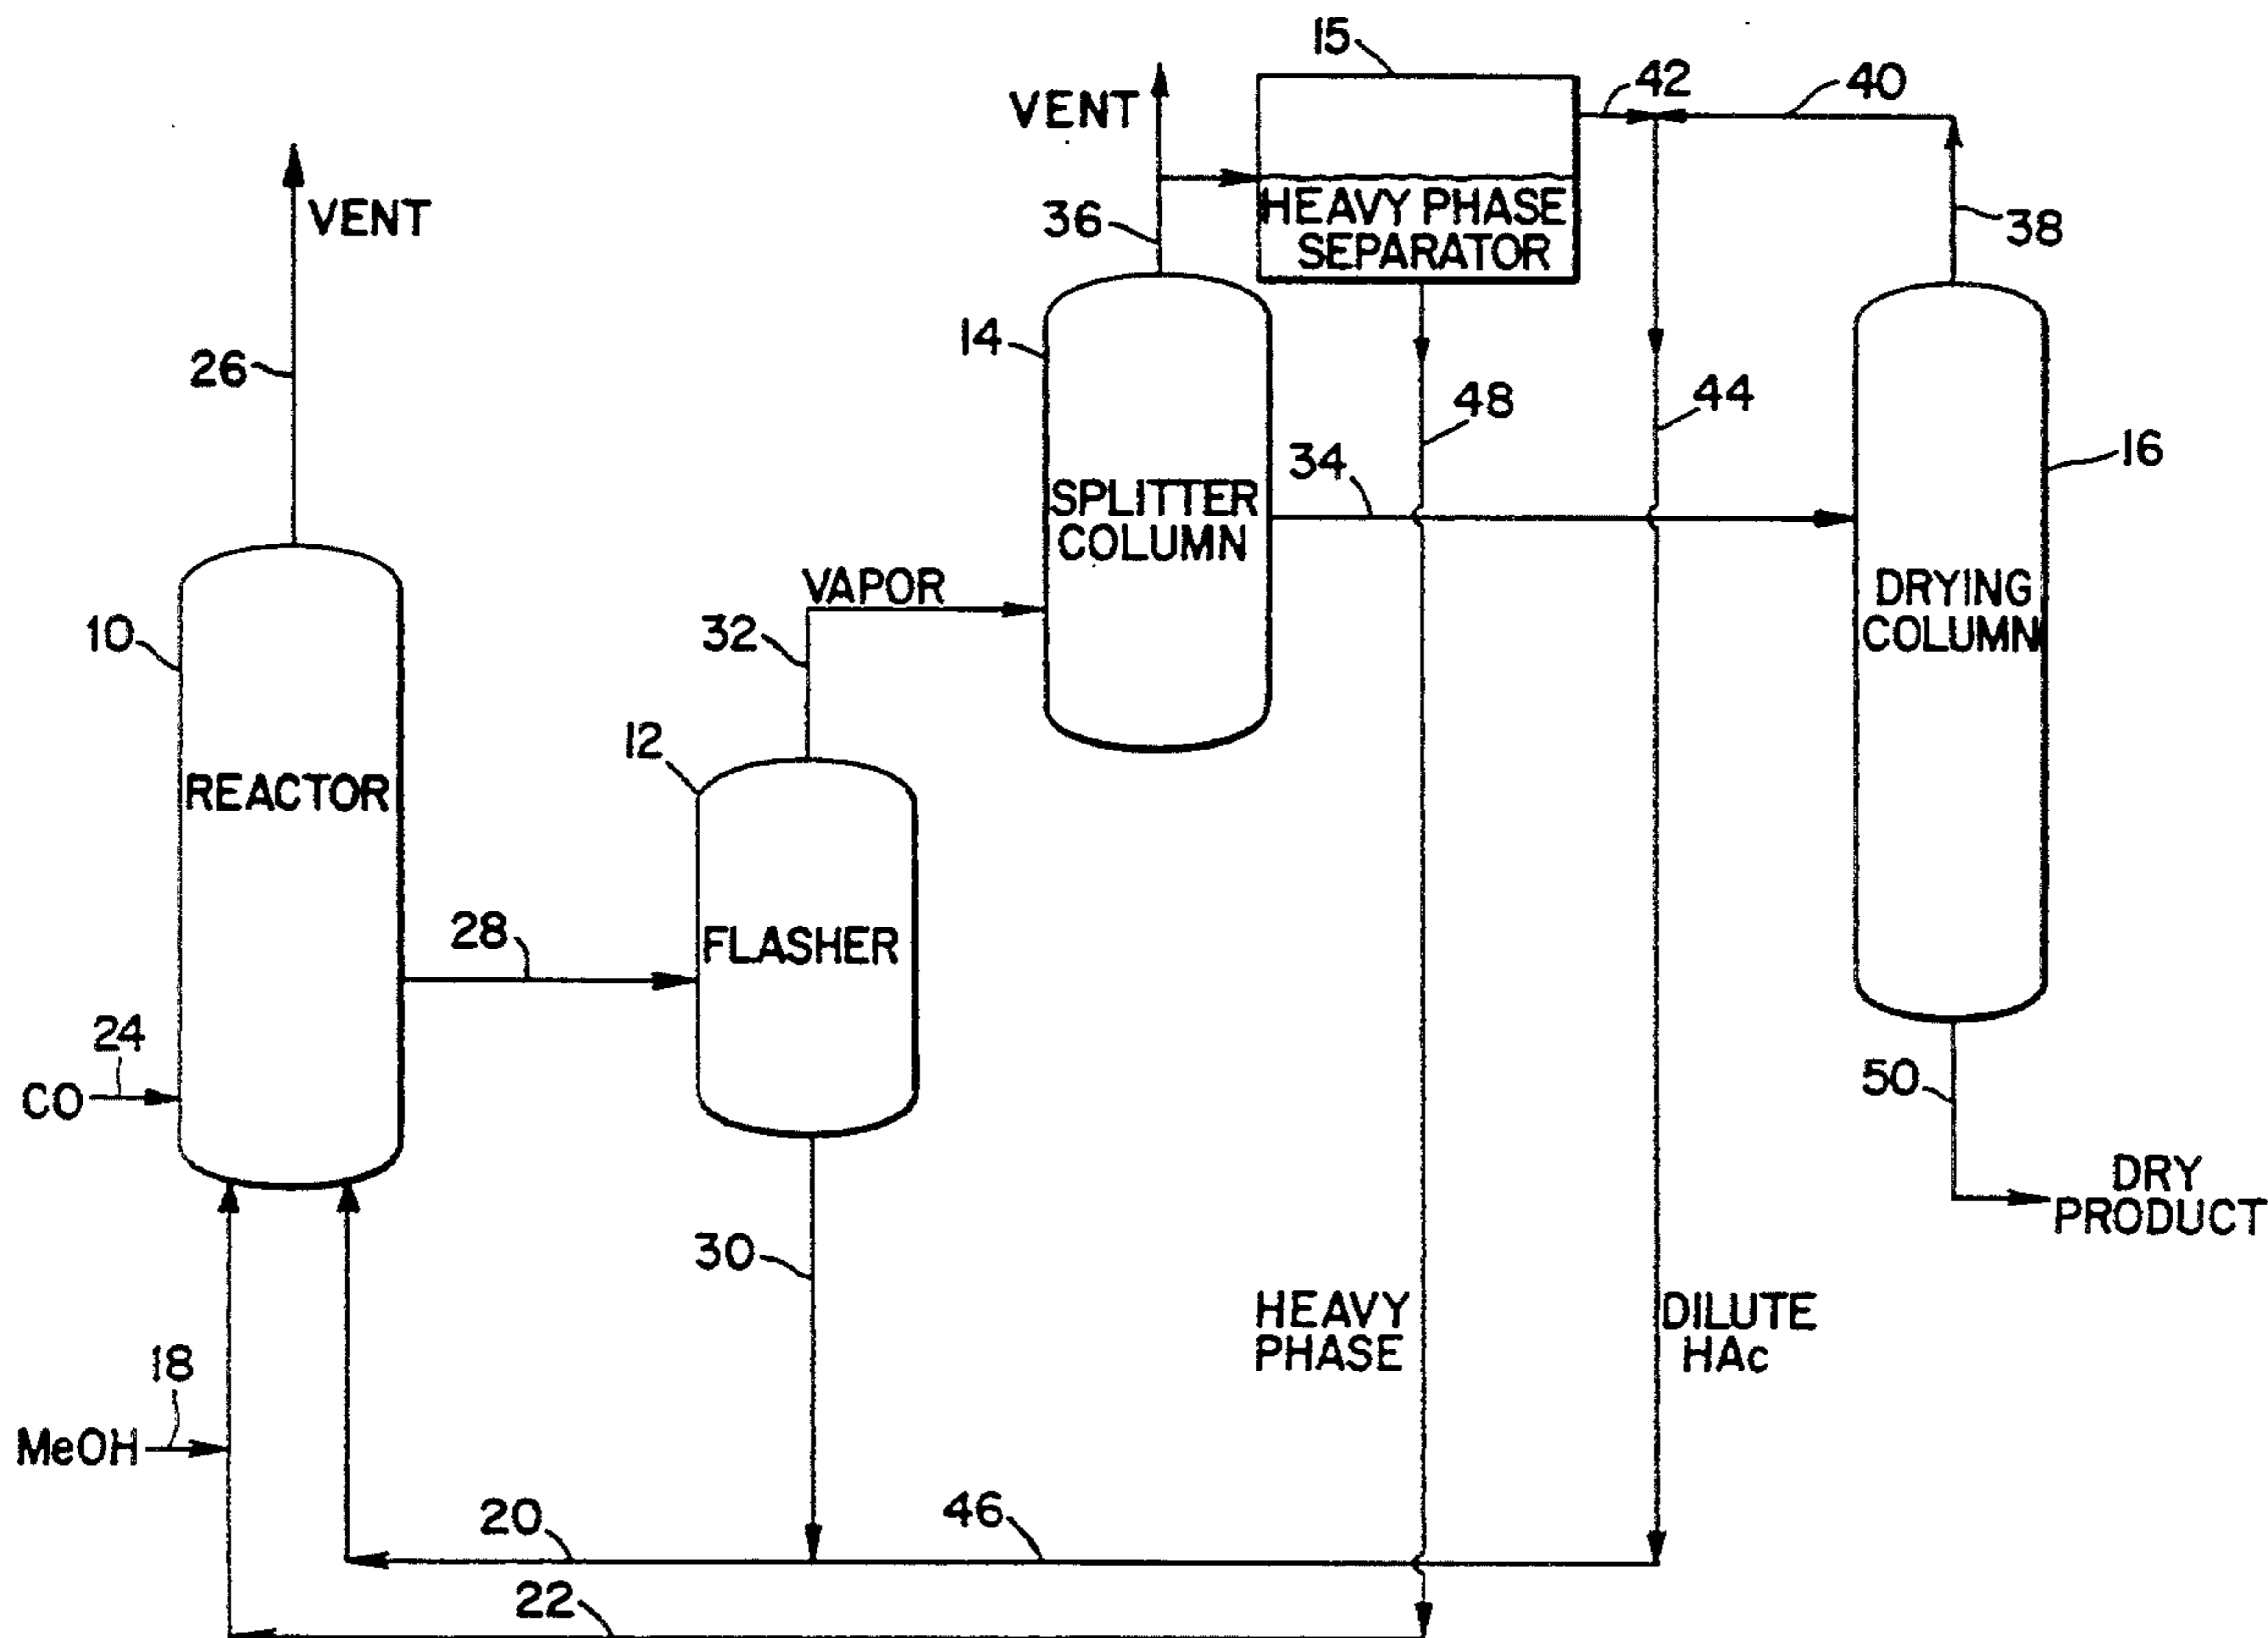 15
42
40
VENT
HEAVY PHASE
SEPARATOR
36
38
VENT
14
26
48
44
16
34
SPLITTER
COLUMN
VAPOR
DRYING
COLUMN
10
32
12
REACTOR
28
FLASHER
24
CO
50
DRY
PRODUCT
30
HEAVY
PHASE
DILUTE
HAc
18
MeOH
20
46
22